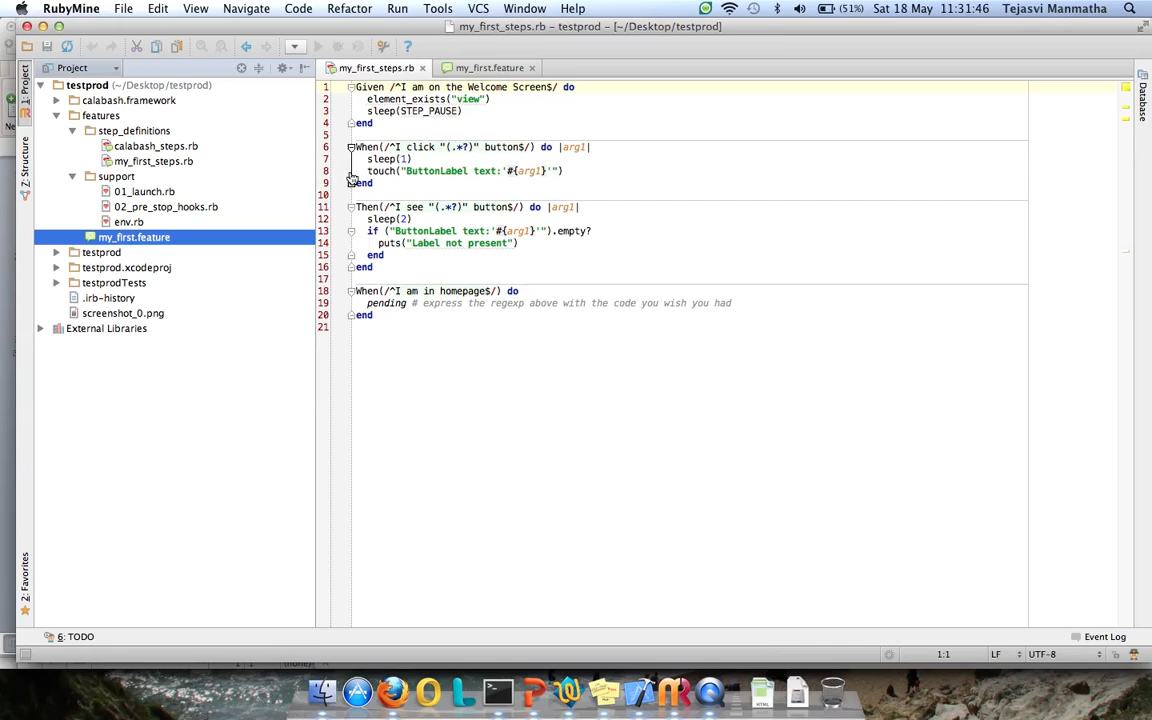 RubyMine File Edit View Navigate Code Refactor Run Tools VCS Window Help (51%) Sat 18 May 11:31:46 Tejasvi Manmatha
my_first_steps.rb – testprod – [~/Desktop/testprod]
Project my_first_steps.rb my_first.feature
testprod (~/Desktop/testprod)
calabash.framework
features
step_definitions
calabash_steps.rb
my_first_steps.rb
support
01_launch.rb
02_pre_stop_hooks.rb
env.rb
my_first.feature
testprod
testprod.xcodeproj
testprodTests
.irb-history
screenshot_0.png
External Libraries
1: Project
7: Structure
2: Favorites
Database
1 Given /^I am on the Welcome Screen$/ do
2 element_exists("view")
3 sleep(STEP_PAUSE)
4 end
5
6 When(/^I click "(.*?)" button$/) do |arg1|
7 sleep(1)
8 touch("ButtonLabel text:'#{arg1}'")
9 end
10
11 Then(/^I see "(.*?)" button$/) do |arg1|
12 sleep(2)
13 if ("ButtonLabel text:'#{arg1}'").empty?
14 puts("Label not present")
15 end
16 end
17
18 When(/^I am in homepage$/) do
19 pending # express the regexp above with the code you wish you had
20 end
21
6: TODO Event Log
1:1 LF UTF-8